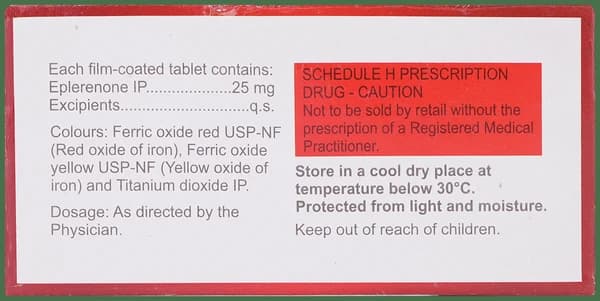 Each film-coated tablet contains:
Eplerenone IP....................25 mg
Excipients.............................q.s.
Colours: Ferric oxide red USP-NF
(Red oxide of iron), Ferric oxide
yellow USP-NF (Yellow oxide of
iron) and Titanium dioxide IP.
Dosage: As directed by the
Physician.
SCHEDULE H PRESCRIPTION
DRUG - CAUTION
Not to be sold by retail without the
prescription of a Registered Medical
Practitioner.
Store in a cool dry place at
temperature below 30°C.
Protected from light and moisture.
Keep out of reach of children.